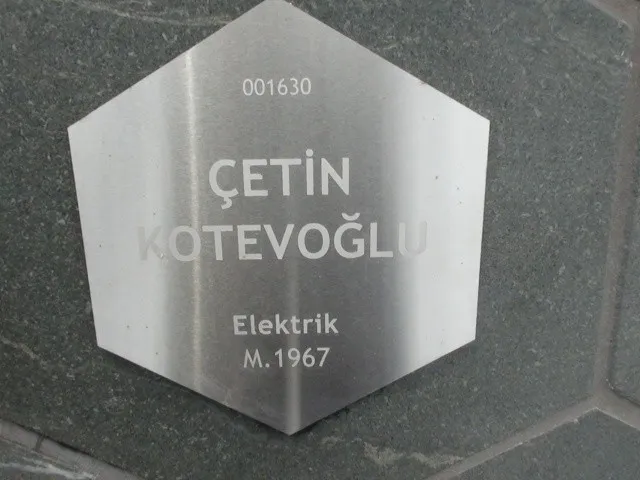 001630
ÇETİN
KOTEVOĞLU
Elektrik
M.1967